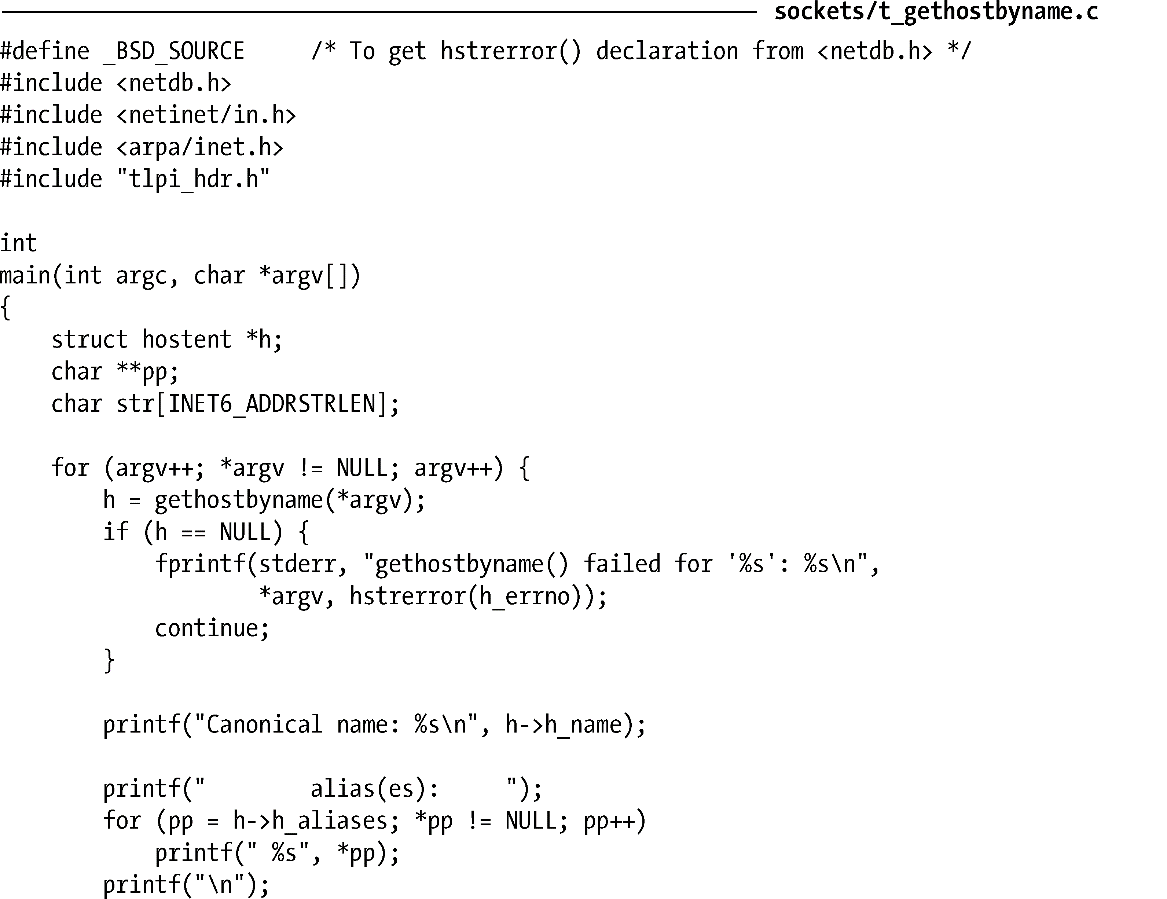 sockets/t_gethostbyname.c
#define _BSD_SOURCE     /* To get hstrerror() declaration from <netdb.h> */
#include <netdb.h>
#include <netinet/in.h>
#include <arpa/inet.h>
#include "tlpi_hdr.h"

int
main(int argc, char *argv[])
{
    struct hostent *h;
    char **pp;
    char str[INET6_ADDRSTRLEN];

    for (argv++; *argv != NULL; argv++) {
        h = gethostbyname(*argv);
        if (h == NULL) {
            fprintf(stderr, "gethostbyname() failed for '%s': %s\n",
                    *argv, hstrerror(h_errno));
            continue;
        }

        printf("Canonical name: %s\n", h->h_name);

        printf("        alias(es):     ");
        for (pp = h->h_aliases; *pp != NULL; pp++)
            printf(" %s", *pp);
        printf("\n");